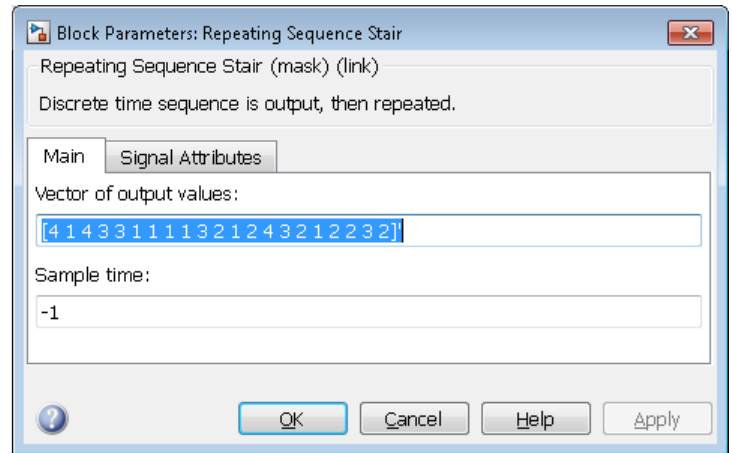 Block Parameters: Repeating Sequence Stair
Repeating Sequence Stair (mask) (link)
Discrete time sequence is output, then repeated.
Main Signal Attributes
Vector of output values:
[4 1 4 3 3 1 1 1 1 3 2 1 2 4 3 2 1 2 2 3 2]'
Sample time:
-1
OK Cancel Help Apply